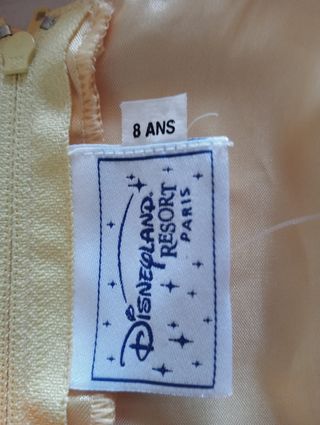 8 ANS
DISNEYLAND.
RESORT
PARIS